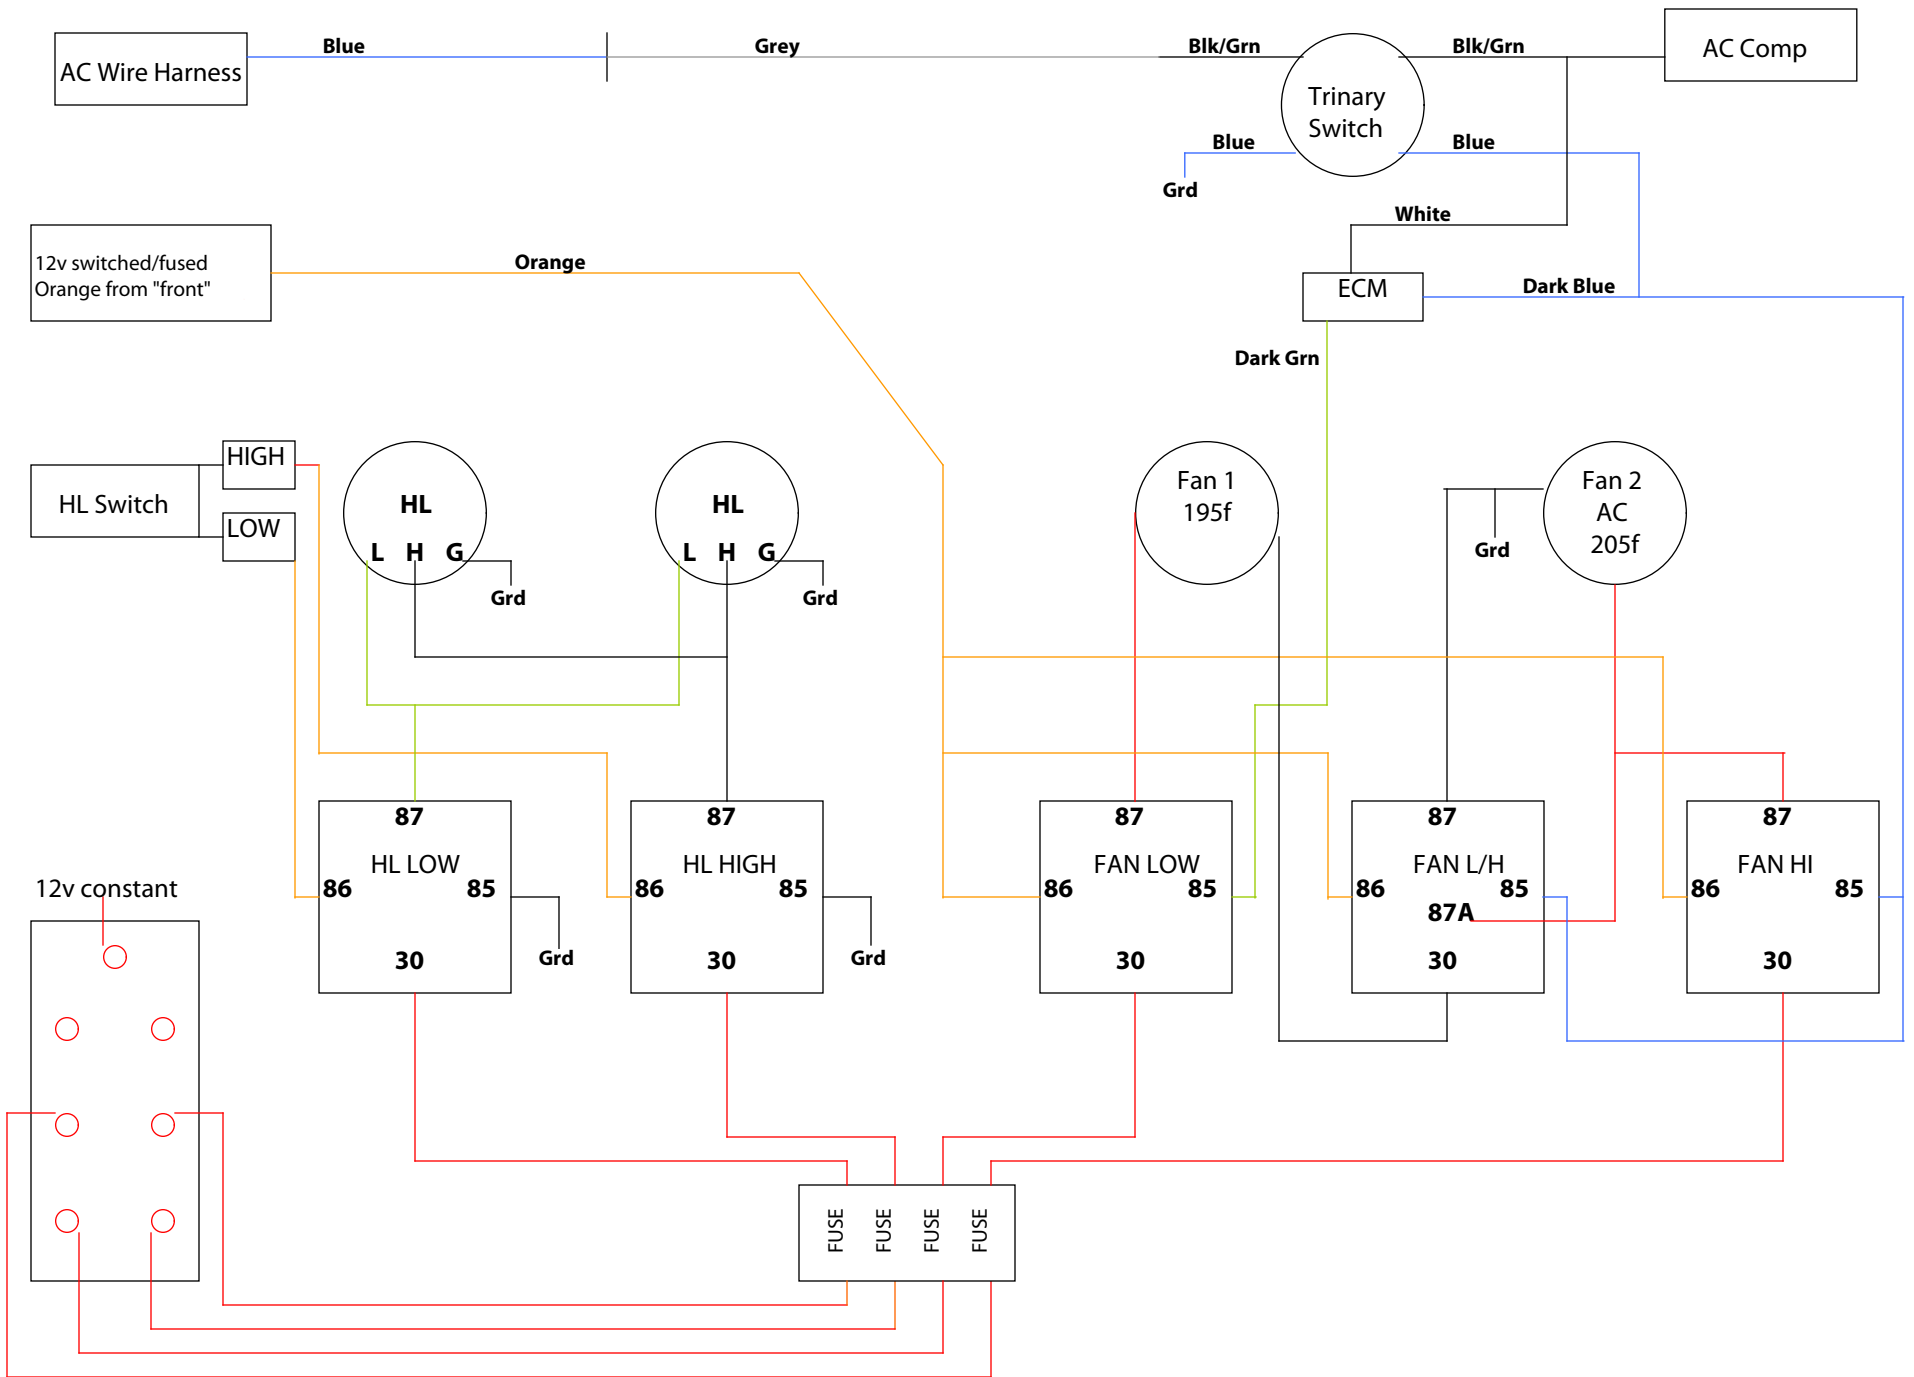 Blue
Grey
Blk/Grn
Blk/Grn
AC Wire Harness
AC Comp
Trinary
Switch
Blue
Blue
Grd
White
12v switched/fused
Orange from "front"
Orange
ECM
Dark Blue
Dark Grn
HL Switch
HIGH
LOW
HL
L H G
Grd
HL
L H G
Grd
Fan 1
195f
Grd
Fan 2
AC
205f
87
HL LOW
86
85
30
Grd
87
HL HIGH
86
85
30
Grd
87
FAN LOW
86
85
30
87
FAN L/H
86
85
87A
30
87
FAN HI
86
85
30
12v constant
FUSE
FUSE
FUSE
FUSE